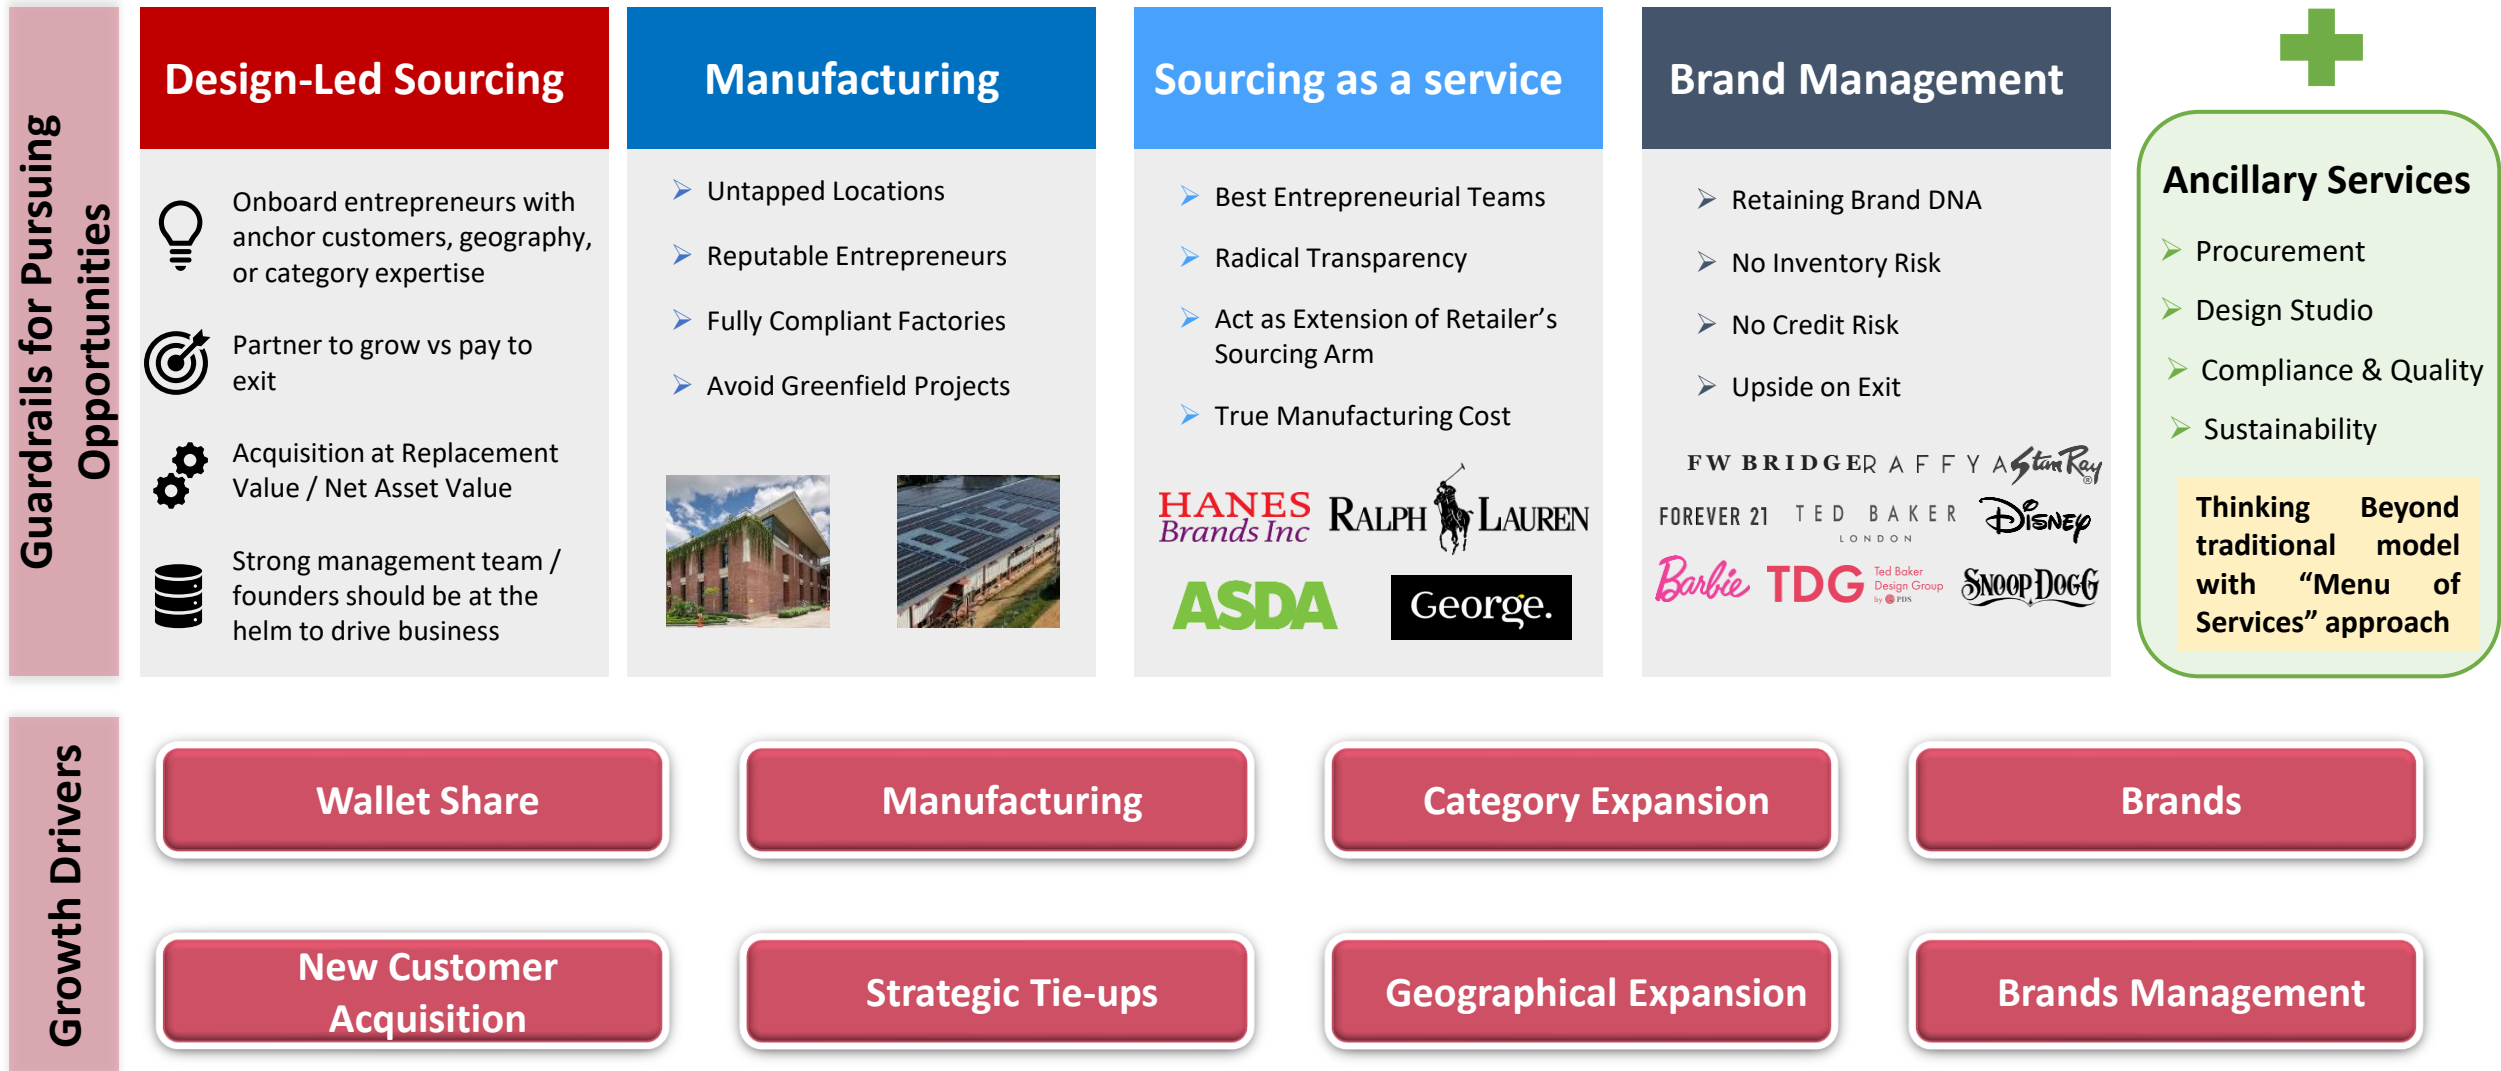 Guardrails for Pursuing
Opportunities
Design-Led Sourcing
Onboard entrepreneurs with
anchor customers, geography,
or category expertise
Partner to grow vs pay to
exit
Acquisition at Replacement
Value / Net Asset Value
Strong management team /
founders should be at the
helm to drive business
Manufacturing
Untapped Locations
Reputable Entrepreneurs
Fully Compliant Factories
Avoid Greenfield Projects
PDS
Sourcing as a service
Best Entrepreneurial Teams
Radical Transparency
Act as Extension of Retailer’s
Sourcing Arm
True Manufacturing Cost
HANES
Brands Inc
RALPH LAUREN
ASDA
George.
Brand Management
Retaining Brand DNA
No Inventory Risk
No Credit Risk
Upside on Exit
FW BRIDGE
RAFFYA
Stan Ray
®
FOREVER 21
TED BAKER
LONDON
Disney
Barbie
TDG
Ted Baker
Design Group
by PDS
SNOOP DOGG
Ancillary Services
Procurement
Design Studio
Compliance & Quality
Sustainability
Thinking Beyond
traditional model
with “Menu of
Services” approach
Growth Drivers
Wallet Share
Manufacturing
Category Expansion
Brands
New Customer
Acquisition
Strategic Tie-ups
Geographical Expansion
Brands Management